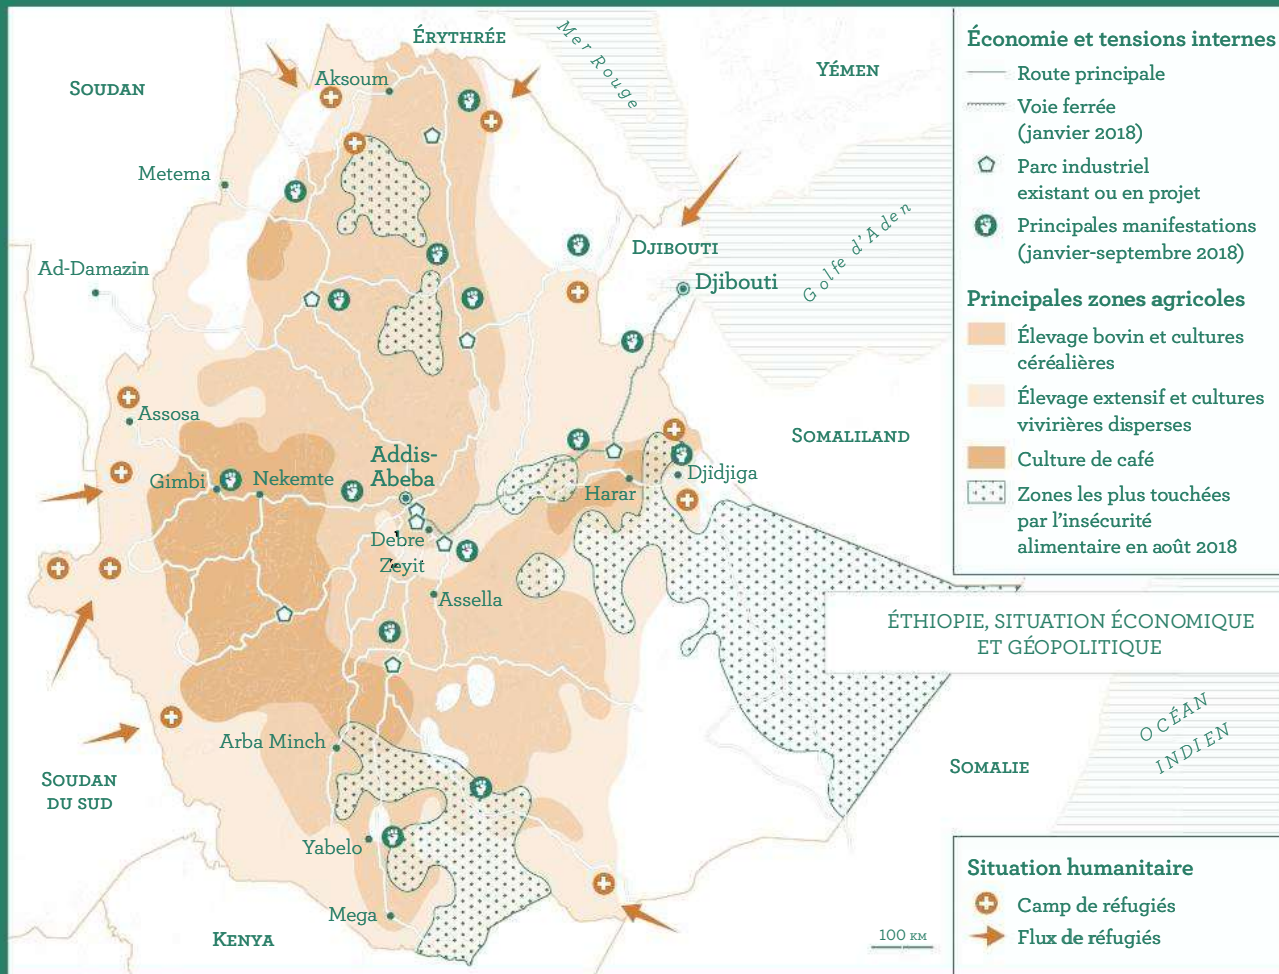 ÉRYTHRÉE
Mer Rouge
YÉMEN
SOUDAN
Aksoum
Metema
Golfe d'Aden
DJIBOUTI
Djibouti
Ad-Damazin
Assosa
SOMALILAND
Addis-
Abeba
Gimbi
Nekemte
Djidjiga
Harar
Debre
Zeyit
Assella
Arba Minch
SOUDAN
DU SUD
SOMALIE
OCÉAN
INDIEN
Yabelo
Mega
KENYA
100 KM
Économie et tensions internes
Route principale
Voie ferrée
(janvier 2018)
Parc industriel
existant ou en projet
Principales manifestations
(janvier-septembre 2018)
Principales zones agricoles
Élevage bovin et cultures
céréalières
Élevage extensif et cultures
vivirières disperses
Culture de café
Zones les plus touchées
par l'insécurité
alimentaire en août 2018
ÉTHIOPIE, SITUATION ÉCONOMIQUE
ET GÉOPOLITIQUE
Situation humanitaire
Camp de réfugiés
Flux de réfugiés